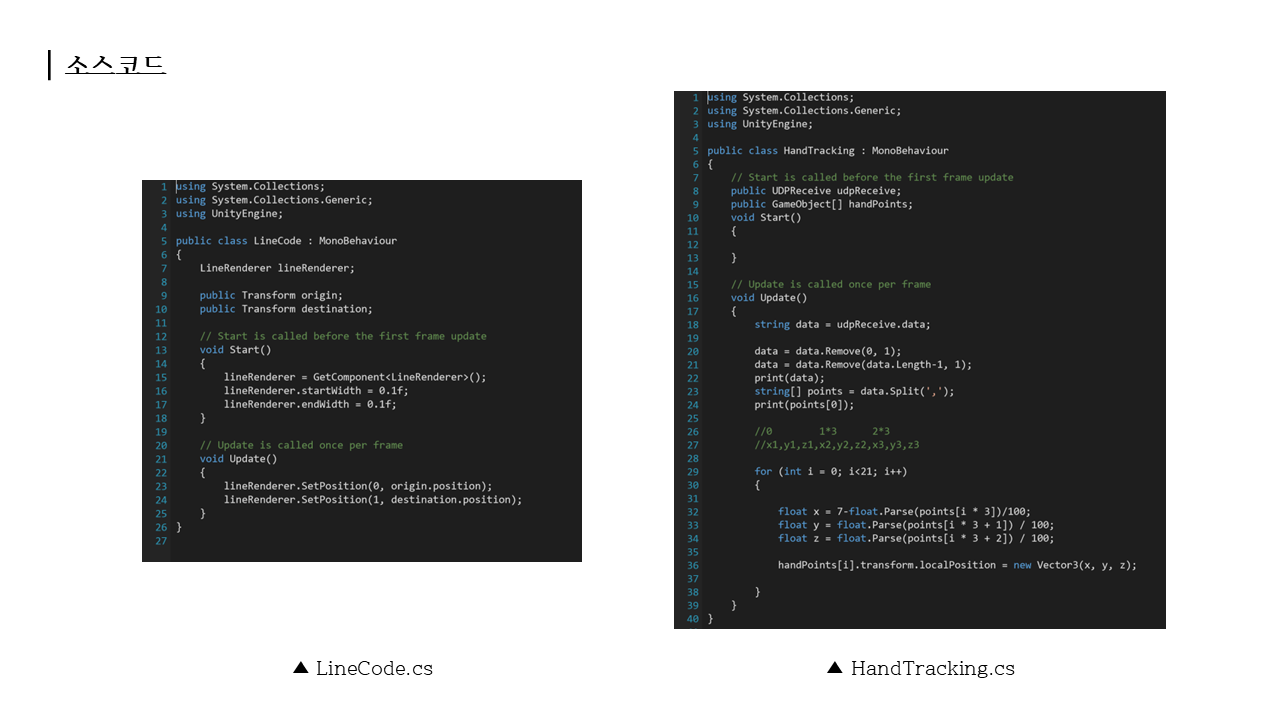 소스코드
1 using System.Collections;
2 using System.Collections.Generic;
3 using UnityEngine;
4
5 public class LineCode : MonoBehaviour
6 {
7     LineRenderer lineRenderer;
8
9     public Transform origin;
10     public Transform destination;
11
12     // Start is called before the first frame update
13     void Start()
14     {
15         lineRenderer = GetComponent<LineRenderer>();
16         lineRenderer.startWidth = 0.1f;
17         lineRenderer.endWidth = 0.1f;
18     }
19
20     // Update is called once per frame
21     void Update()
22     {
23         lineRenderer.SetPosition(0, origin.position);
24         lineRenderer.SetPosition(1, destination.position);
25     }
26 }
27
▲ LineCode.cs
1 using System.Collections;
2 using System.Collections.Generic;
3 using UnityEngine;
4
5 public class HandTracking : MonoBehaviour
6 {
7     // Start is called before the first frame update
8     public UDPReceive udpReceive;
9     public GameObject[] handPoints;
10     void Start()
11     {
12
13     }
14
15     // Update is called once per frame
16     void Update()
17     {
18         string data = udpReceive.data;
19
20         data = data.Remove(0, 1);
21         data = data.Remove(data.Length-1, 1);
22         print(data);
23         string[] points = data.Split(',');
24         print(points[0]);
25
26         //0        1*3      2*3
27         //x1,y1,z1,x2,y2,z2,x3,y3,z3
28
29         for (int i = 0; i<21; i++)
30         {
31
32             float x = 7-float.Parse(points[i * 3])/100;
33             float y = float.Parse(points[i * 3 + 1]) / 100;
34             float z = float.Parse(points[i * 3 + 2]) / 100;
35
36             handPoints[i].transform.localPosition = new Vector3(x, y, z);
37
38         }
39     }
40 }
▲ HandTracking.cs